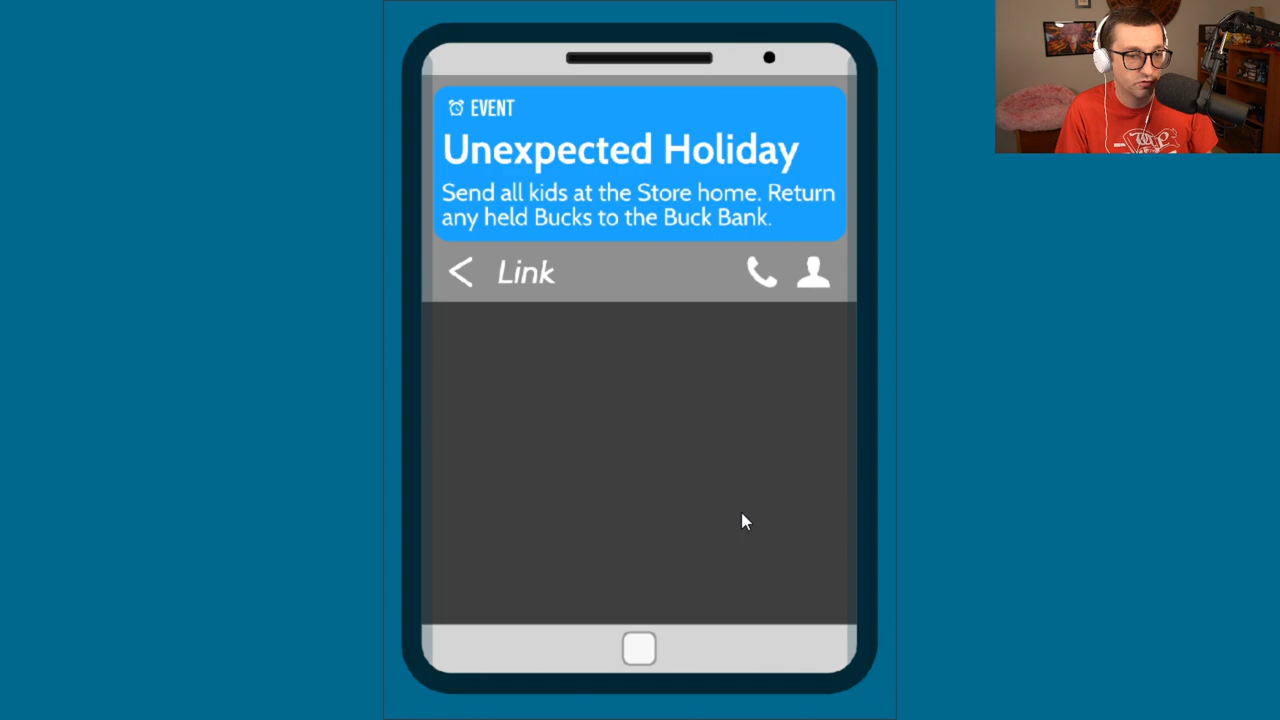 EVENT
Unexpected Holiday
Send all kids at the Store home. Return
any held Bucks to the Buck Bank.
Link